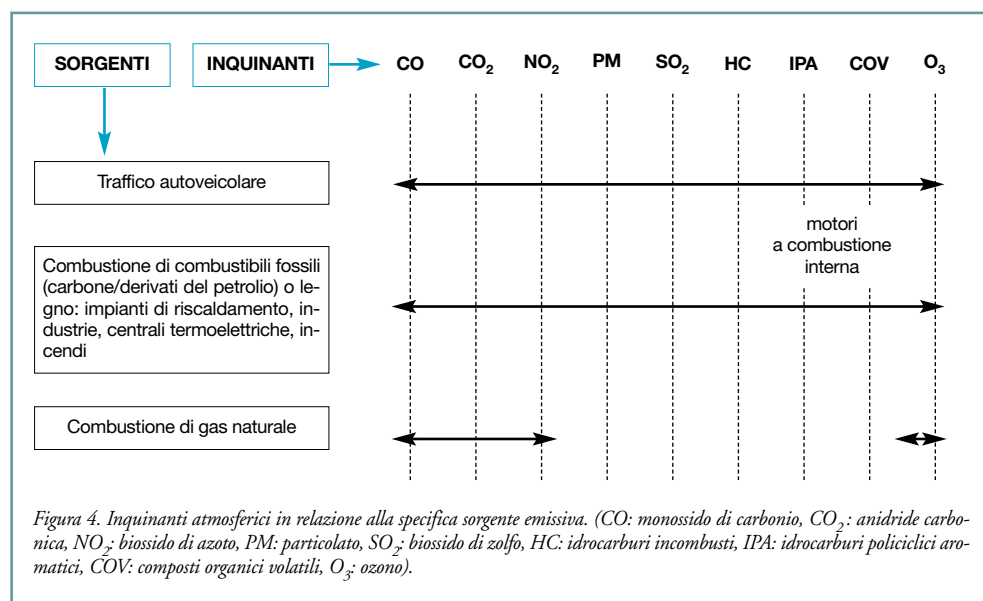 SORGENTI INQUINANTI CO CO2 NO2 PM SO2 HC IPA COV O3
Traffico autoveicolare
motori
a combustione
interna
Combustione di combustibili fossili
(carbone/derivati del petrolio) o le-
gno: impianti di riscaldamento, in-
dustrie, centrali termoelettriche, in-
cendi
Combustione di gas naturale
Figura 4. Inquinanti atmosferici in relazione alla specifica sorgente emissiva. (CO: monossido di carbonio, CO2: anidride carbo-
nica, NO2: biossido di azoto, PM: particolato, SO2: biossido di zolfo, HC: idrocarburi incombusti, IPA: idrocarburi policiclici aro-
matici, COV: composti organici volatili, O3: ozono).